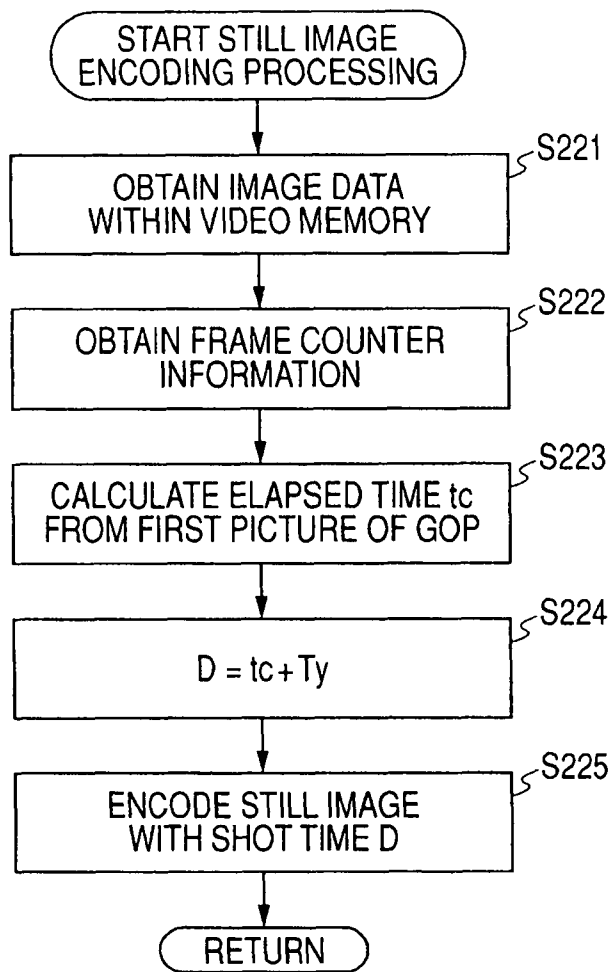 START STILL IMAGE
ENCODING PROCESSING
S221
OBTAIN IMAGE DATA
WITHIN VIDEO MEMORY
S222
OBTAIN FRAME COUNTER
INFORMATION
S223
CALCULATE ELAPSED TIME tc
FROM FIRST PICTURE OF GOP
S224
D = tc + Ty
S225
ENCODE STILL IMAGE
WITH SHOT TIME D
RETURN